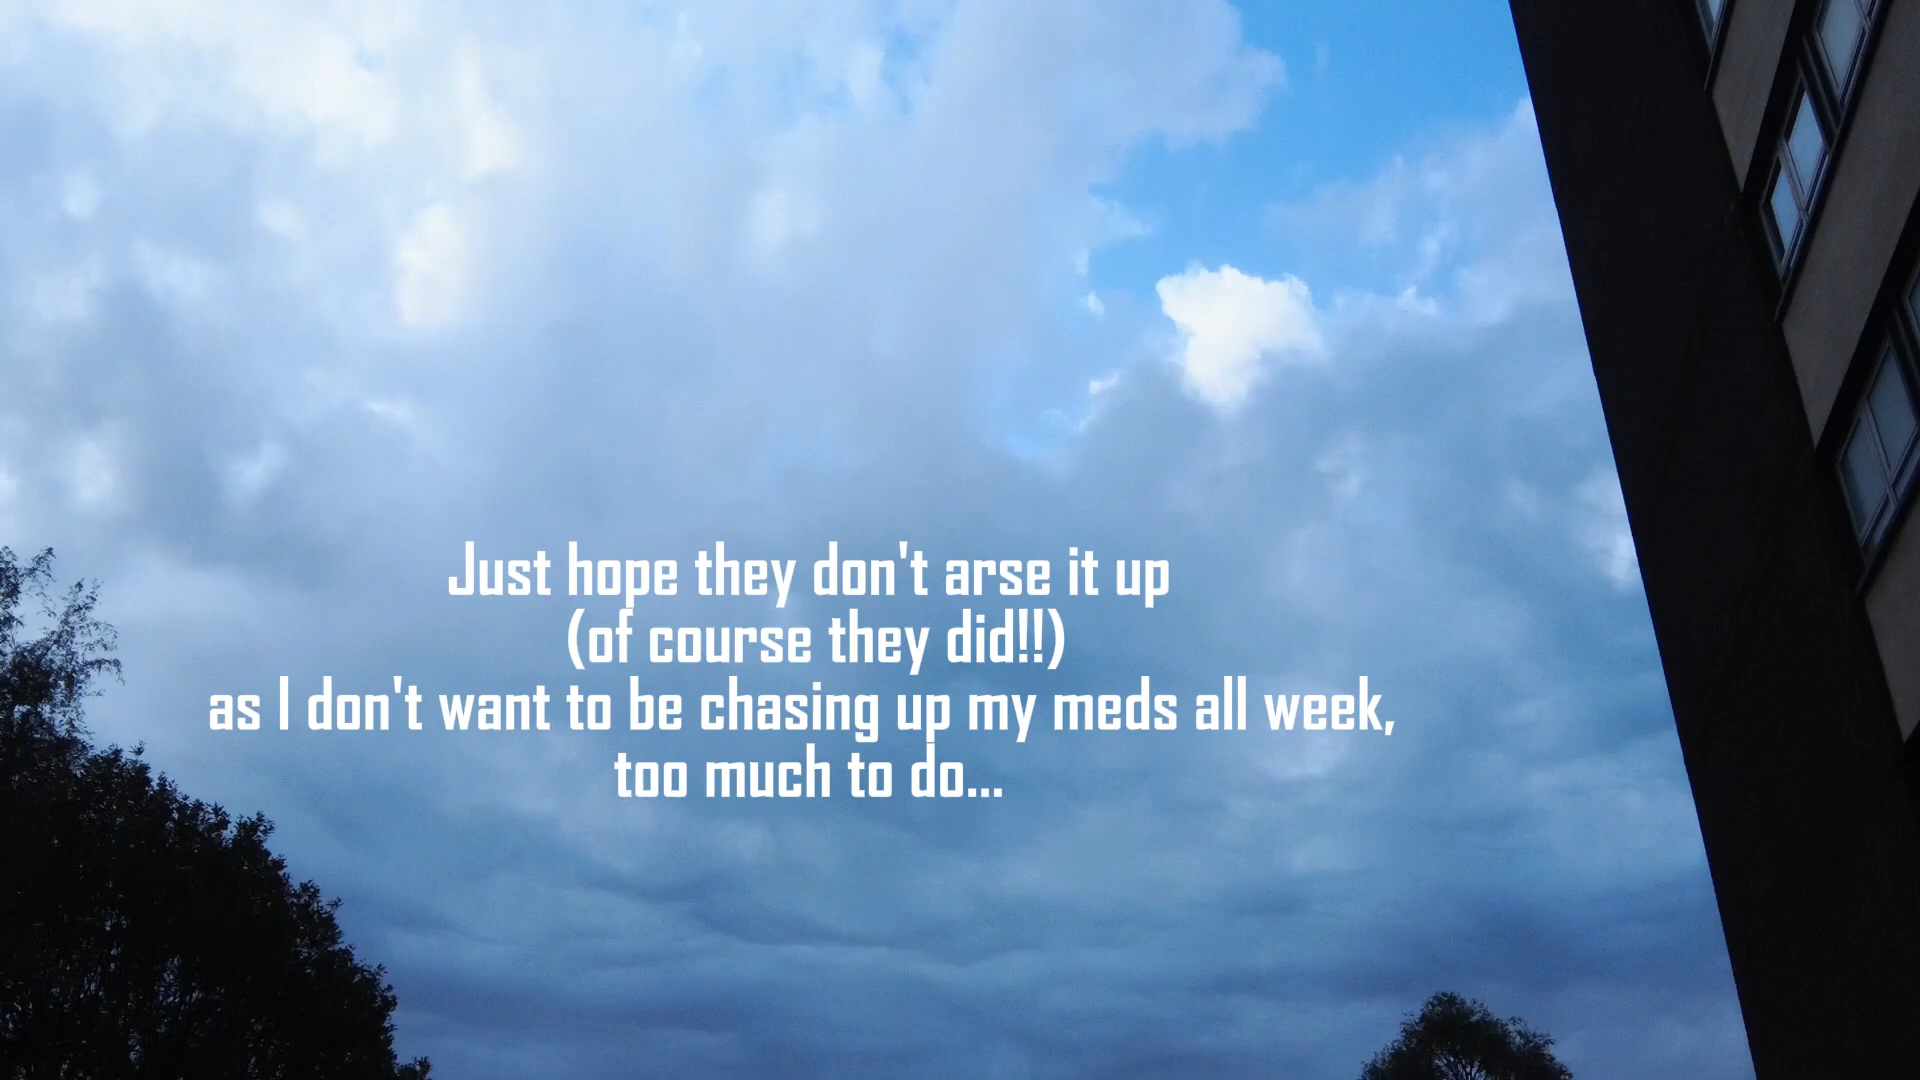 Just hope they don't arse it up
(of course they did!!)
as I don't want to be chasing up my meds all week,
too much to do...